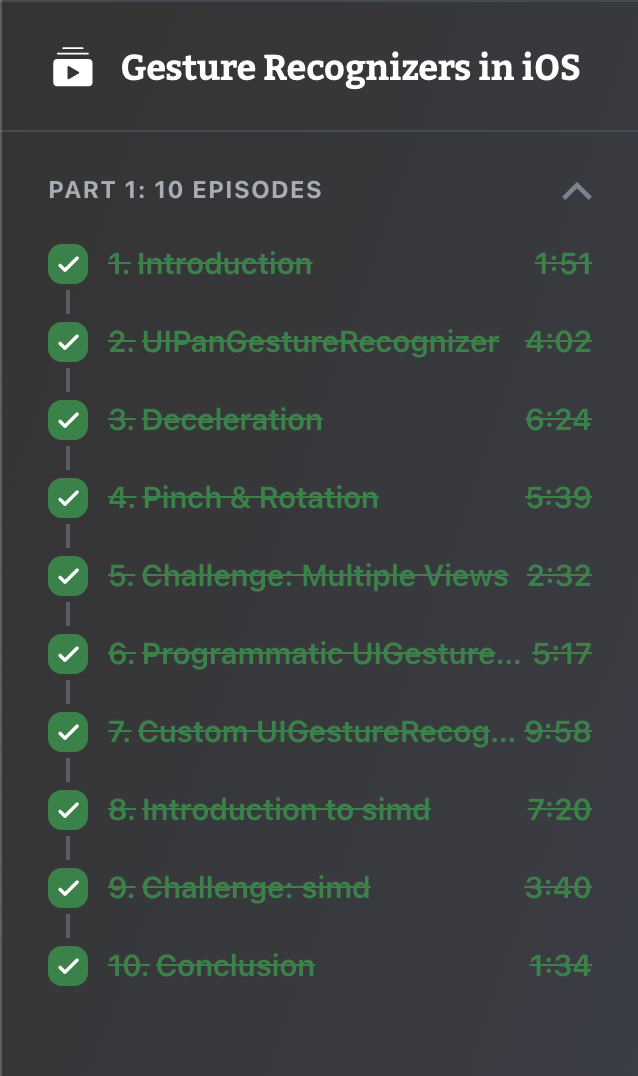 Gesture Recognizers in iOS
PART 1: 10 EPISODES
1. Introduction 1:51
2. UIPanGestureRecognizer 4:02
3. Deceleration 6:24
4. Pinch & Rotation 5:39
5. Challenge: Multiple Views 2:32
6. Programmatic UIGesture... 5:17
7. Custom UIGestureRecog... 9:58
8. Introduction to simd 7:20
9. Challenge: simd 3:40
10. Conclusion 1:34